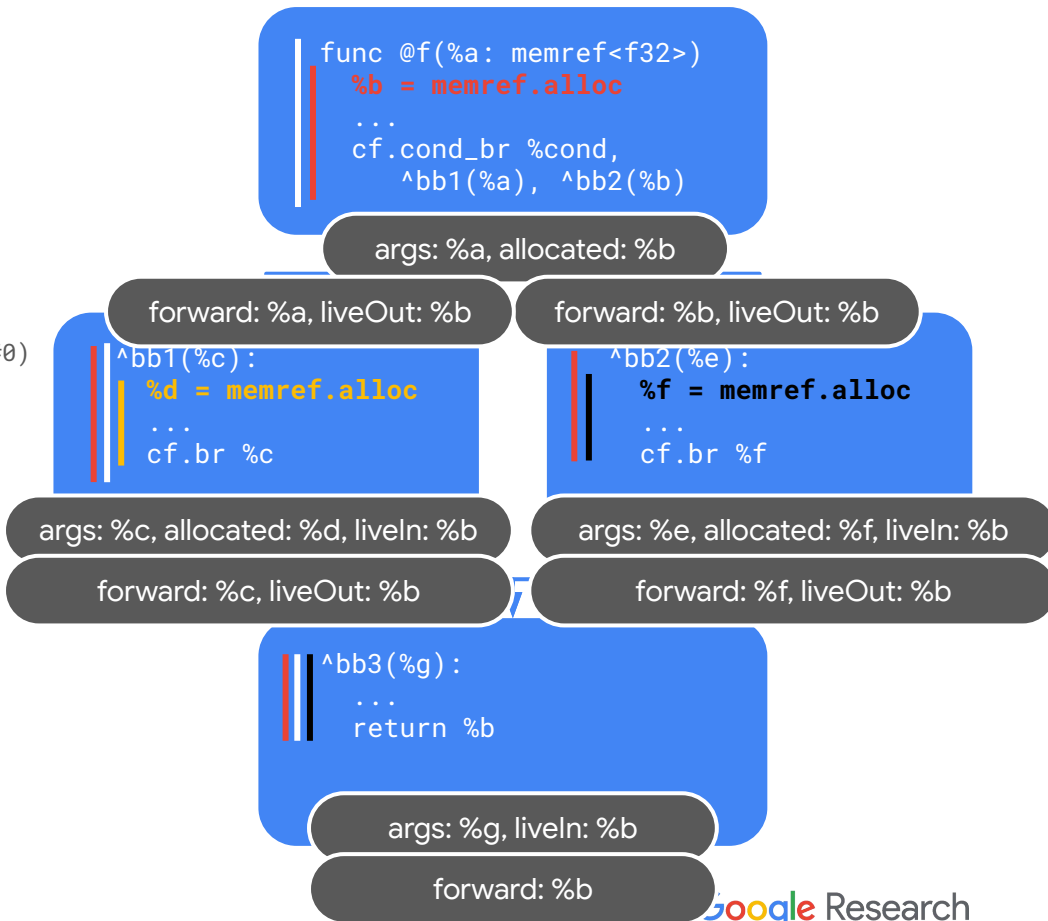 func @f(%a: memref<f32>)
%b = memref.alloc
...
cf.cond_br %cond,
^bb1(%a), ^bb2(%b)
args: %a, allocated: %b
forward: %a, liveOut: %b
forward: %b, liveOut: %b
0)
^bb1(%c):
%d = memref.alloc
...
cf.br %c
^bb2(%e):
%f = memref.alloc
...
cf.br %f
args: %c, allocated: %d, liveIn: %b
args: %e, allocated: %f, liveIn: %b
forward: %c, liveOut: %b
forward: %f, liveOut: %b
^bb3(%g):
...
return %b
args: %g, liveIn: %b
forward: %b
Google Research